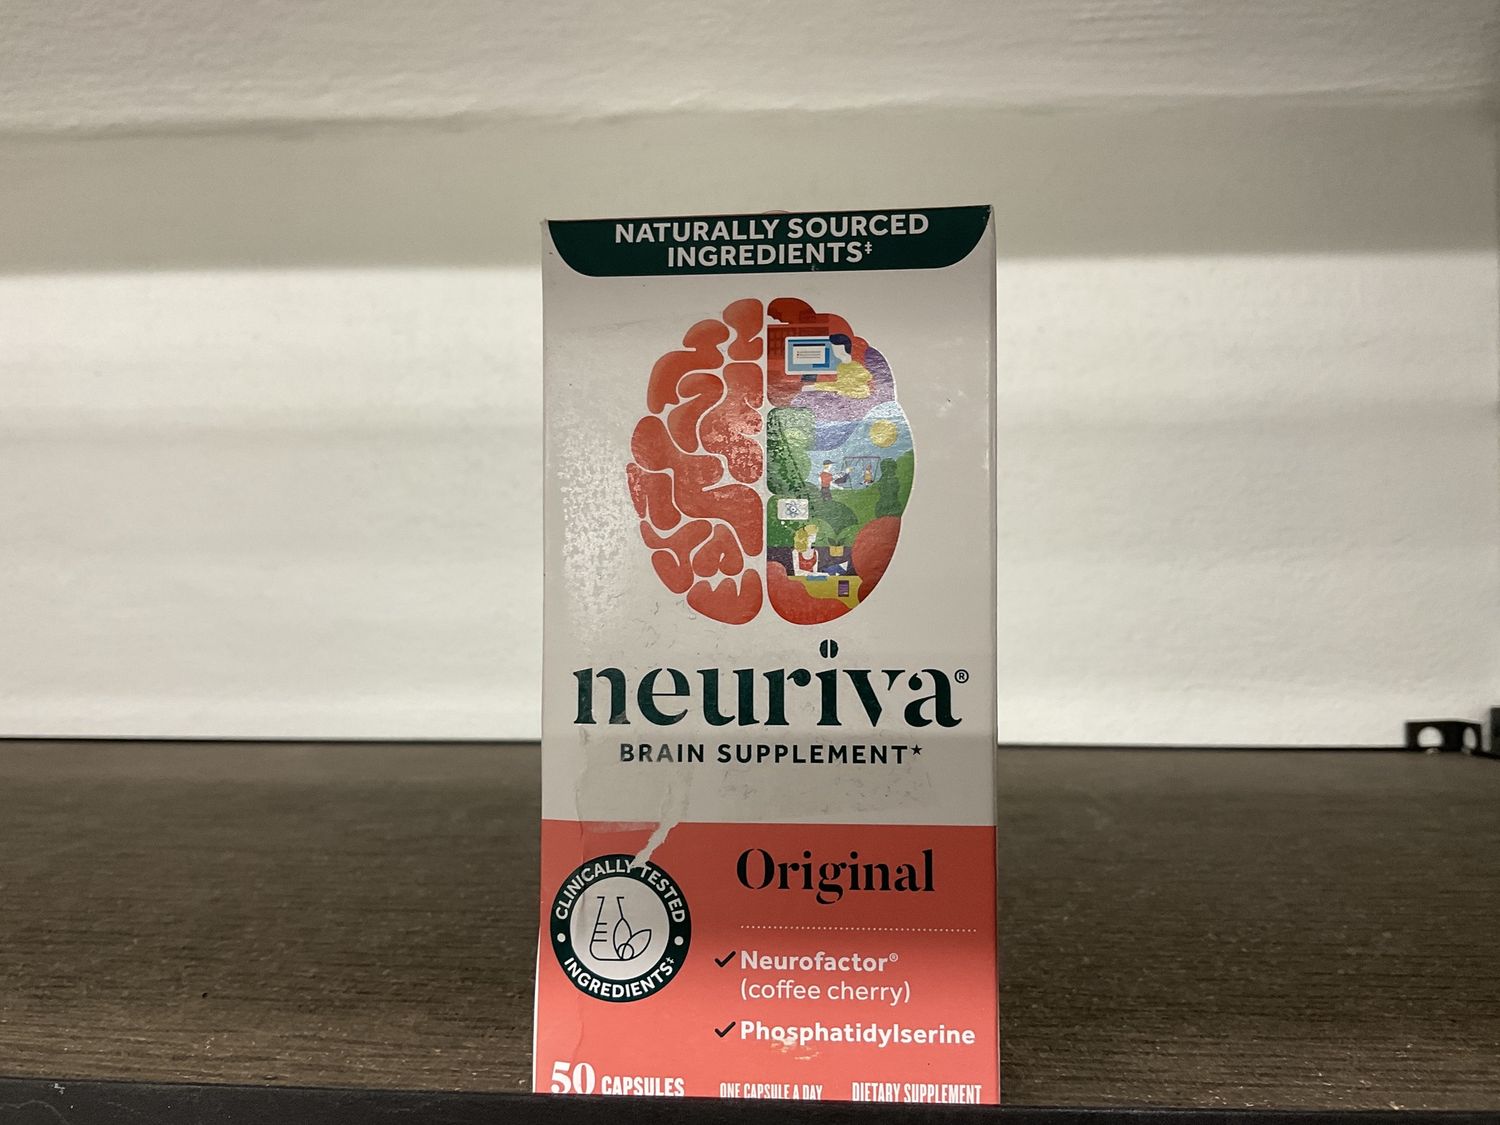 NATURALLY SOURCED
INGREDIENTS‡
neuriva®
BRAIN SUPPLEMENT★
Original
CLINICALLY TESTED
INGREDIENTS‡
✓ Neurofactor®
(coffee cherry)
✓ Phosphatidylserine
50 CAPSULES
ONE CAPSULE A DAY
DIETARY SUPPLEMENT